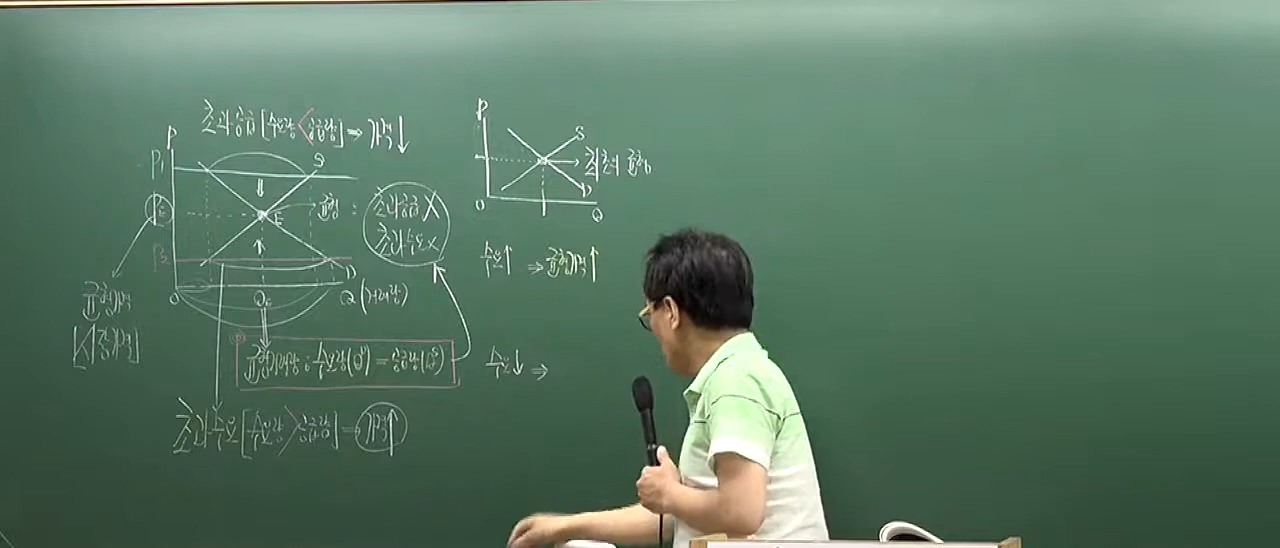 초과공급 [수요량 < 공급량] ⇒ 가격↓
P
P₁
S
E 균형 : 초과공급 X
초과수요 X
P₂
D
O
Qₑ
Q (거래량)
균형가격
[시장가격]
균형거래량 : 수요량(Qᴰ) = 공급량(Qˢ)
초과수요 [수요량 > 공급량] ⇒ 가격↑
P
S
최초의 균형
D
O
Q
수요↑ ⇒ 균형가격↑
수요↓ ⇒